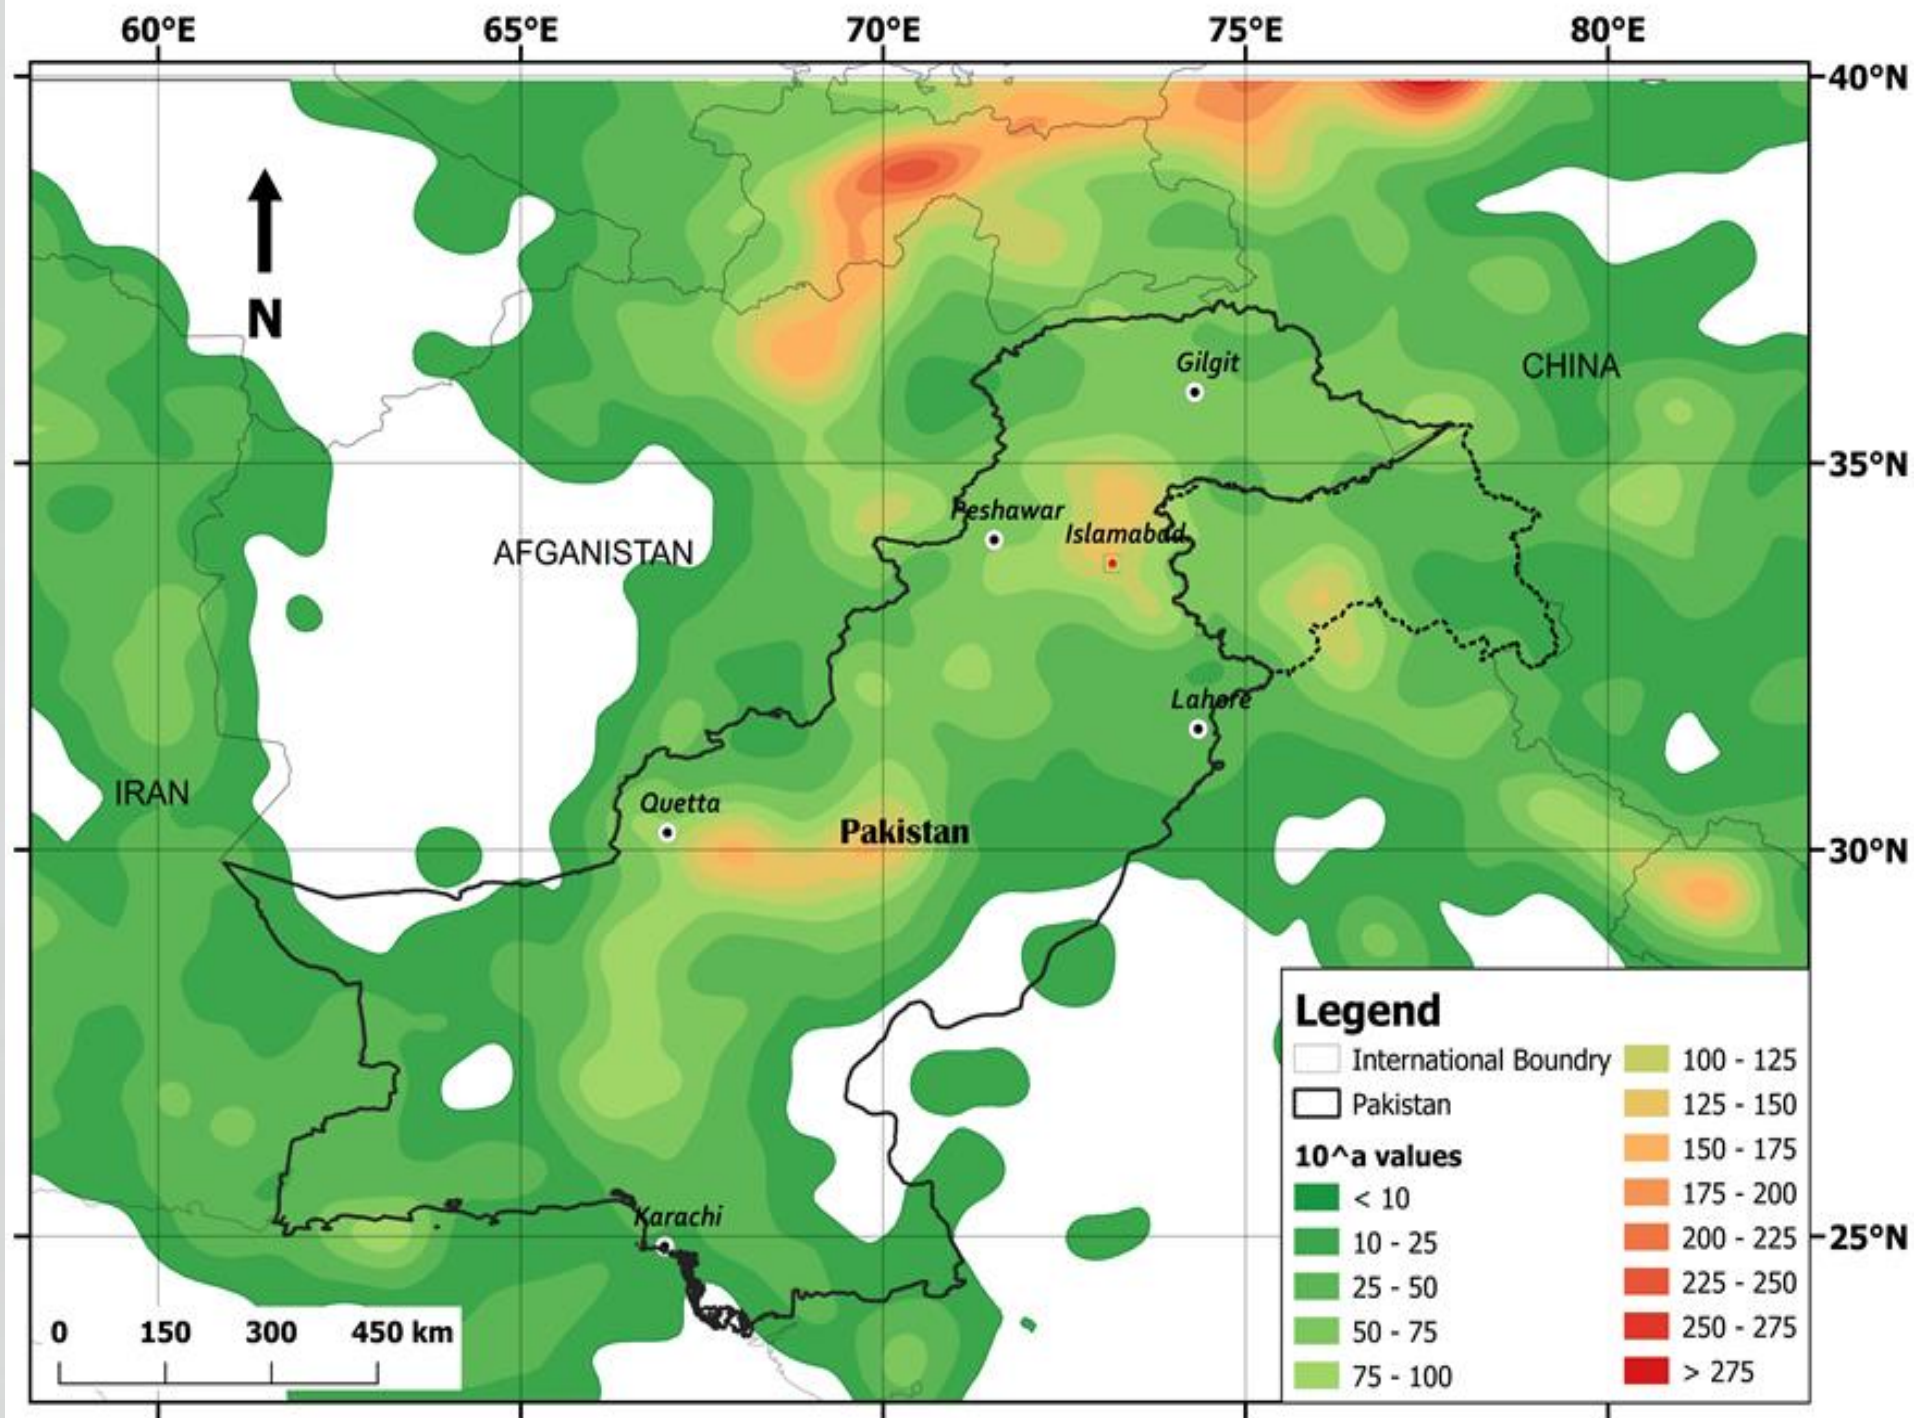 60°E 65°E 70°E 75°E 80°E
40°N
N
Gilgit
CHINA
35°N
Peshawar
Islamabad
AFGANISTAN
Lahore
IRAN
Quetta
Pakistan
30°N
Karachi
25°N
0 150 300 450 km
Legend
International Boundry
Pakistan
10^a values
< 10
10 - 25
25 - 50
50 - 75
75 - 100
100 - 125
125 - 150
150 - 175
175 - 200
200 - 225
225 - 250
250 - 275
> 275